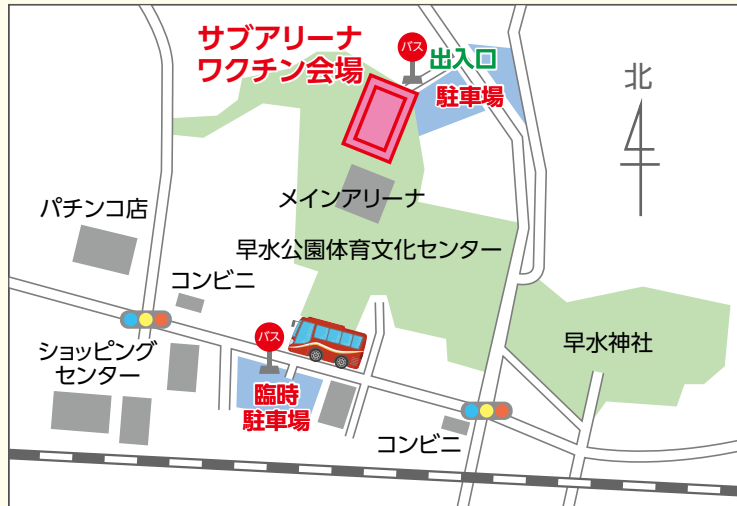 サブアリーナ
ワクチン会場
バス
出入口
駐車場
北
メインアリーナ
パチンコ店
早水公園体育文化センター
コンビニ
バス
ショッピング
センター
早水神社
臨時
駐車場
コンビニ